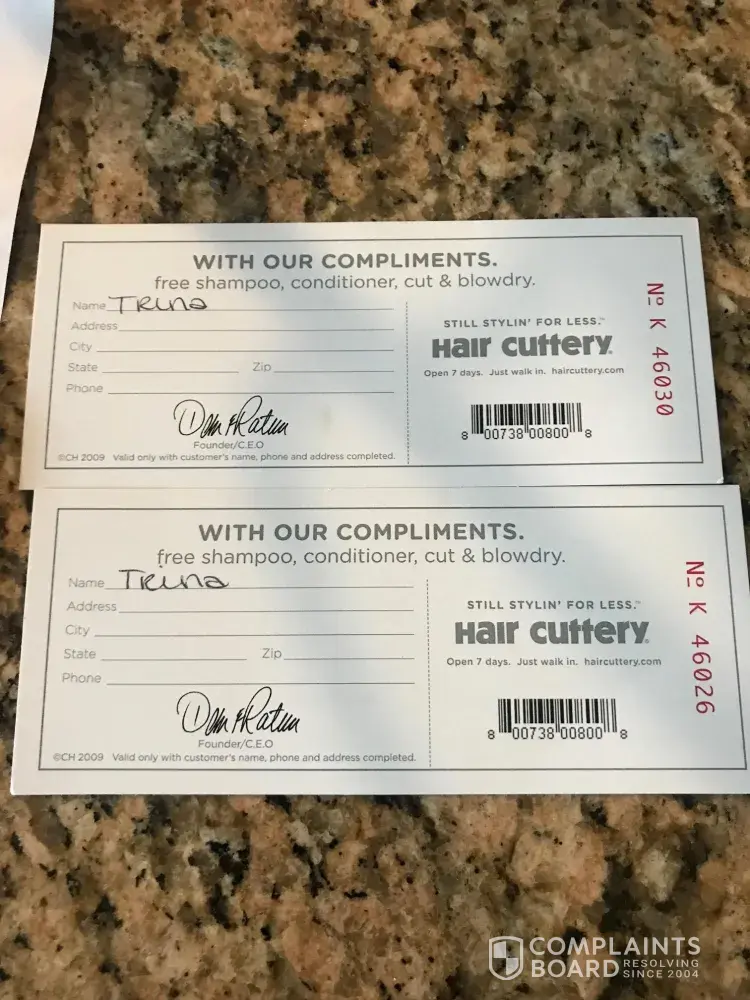 WITH OUR COMPLIMENTS.
free shampoo, conditioner, cut & blowdry.
Name Trina
Address
City
State Zip
Phone
Founder/C.E.O
©CH 2009 Valid only with customer's name, phone and address completed.
STILL STYLIN' FOR LESS.™
Hair Cuttery.
Open 7 days. Just walk in. haircuttery.com
8 00738 00800 8
Nº K 46030
WITH OUR COMPLIMENTS.
free shampoo, conditioner, cut & blowdry.
Name Trina
Address
City
State Zip
Phone
Founder/C.E.O
©CH 2009 Valid only with customer's name, phone and address completed.
STILL STYLIN' FOR LESS.™
Hair Cuttery.
Open 7 days. Just walk in. haircuttery.com
8 00738 00800 8
Nº K 46026
COMPLAINTS
BOARD RESOLVING
SINCE 2004